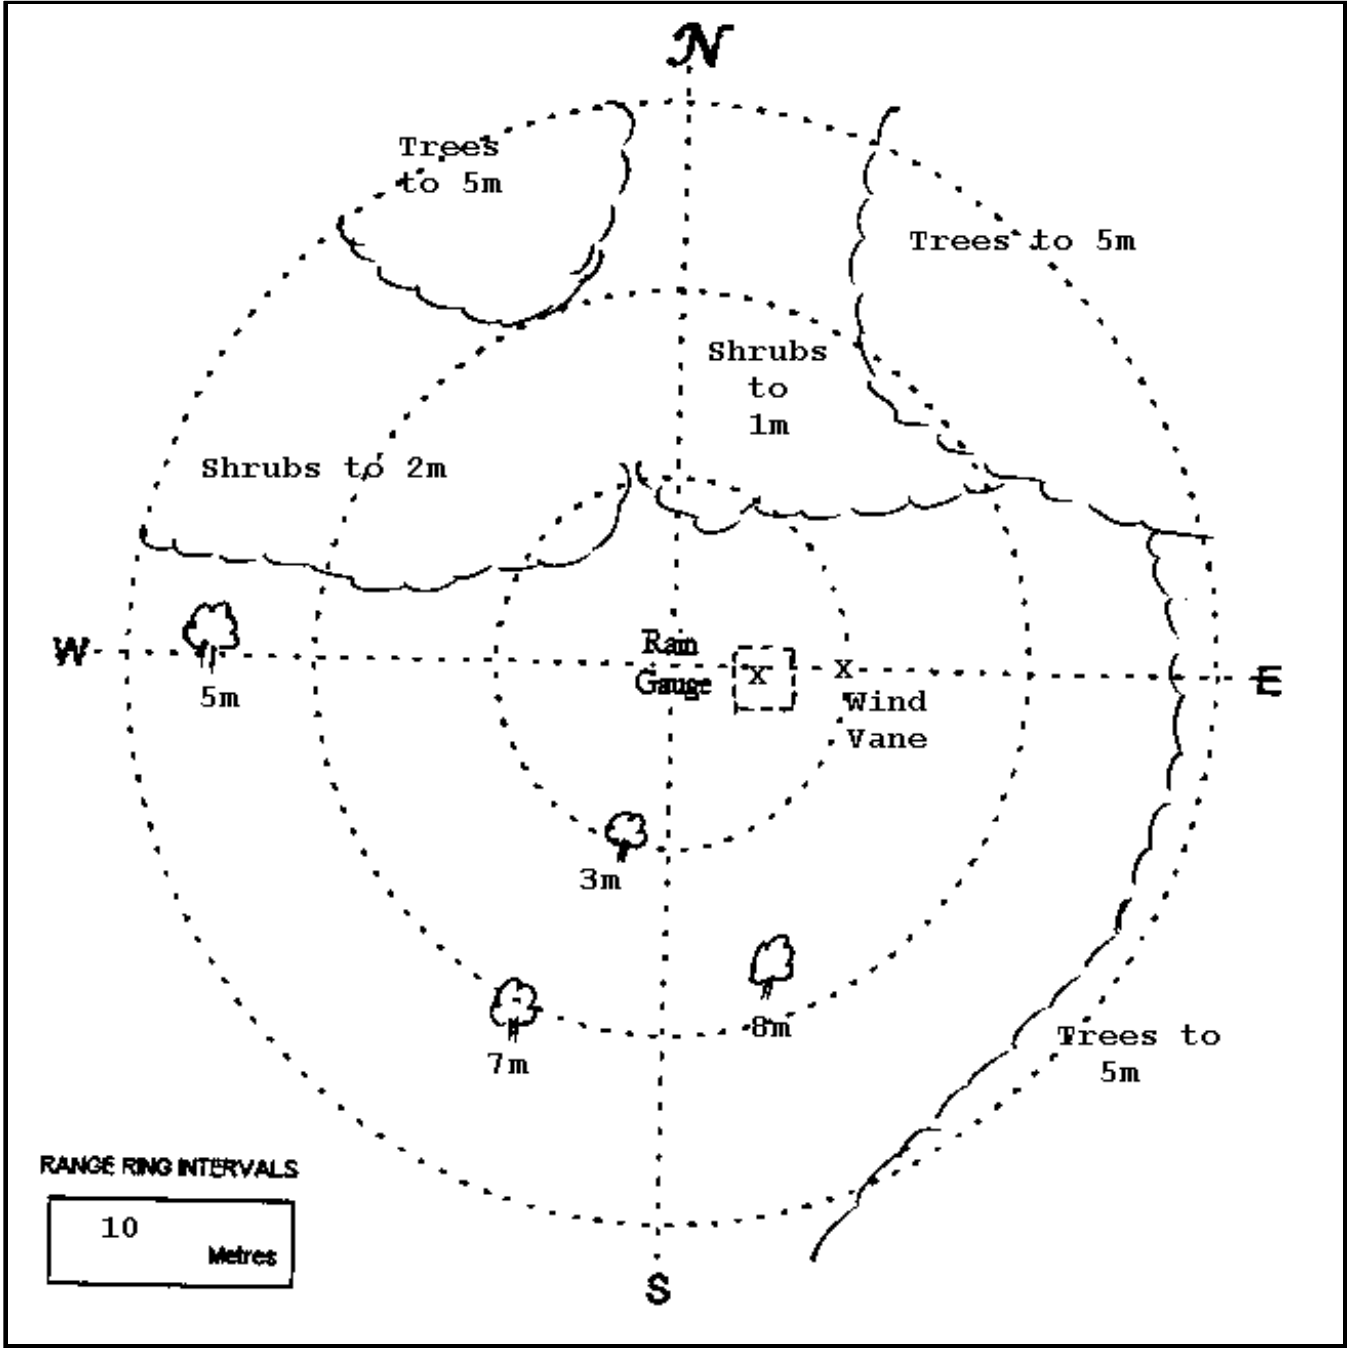 N
Trees
to 5m
Trees to 5m
Shrubs
to
1m
Shrubs to 2m
Rain
Gauge
X
X
Wind
Vane
W
E
5m
3m
8m
7m
Trees to
5m
RANGE RING INTERVALS
10
Metres
S